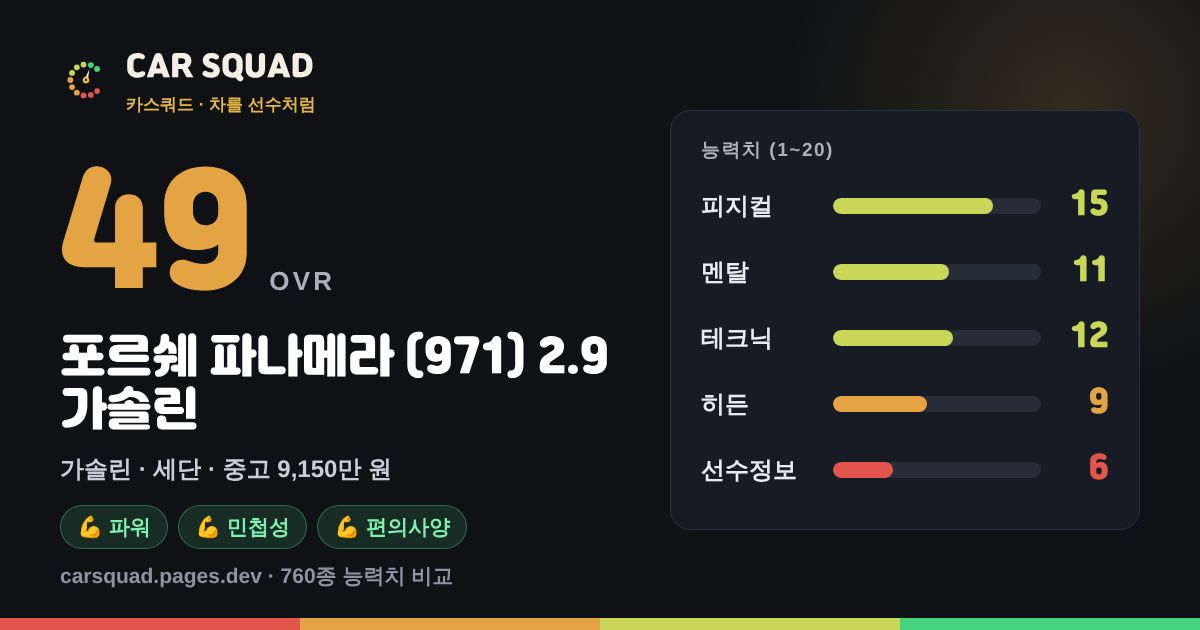 CAR SQUAD
카스쿼드 · 차를 선수처럼
49 OVR
포르쉐 파나메라 (971) 2.9
가솔린
가솔린 · 세단 · 중고 9,150만 원
💪 파워 💪 민첩성 💪 편의사양
carsquad.pages.dev · 760종 능력치 비교
능력치 (1~20)
피지컬 15
멘탈 11
테크닉 12
히든 9
선수정보 6